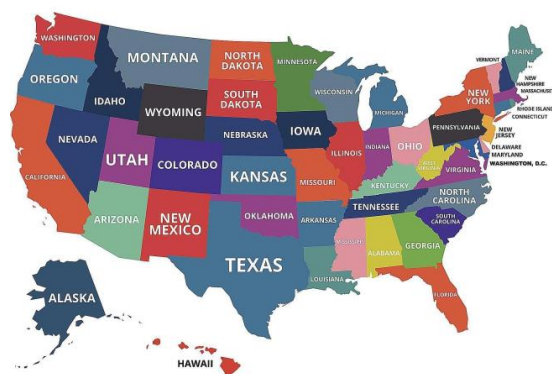 WASHINGTON
OREGON
CALIFORNIA
NEVADA
IDAHO
MONTANA
WYOMING
UTAH
COLORADO
ARIZONA
NEW
MEXICO
NORTH
DAKOTA
SOUTH
DAKOTA
NEBRASKA
KANSAS
OKLAHOMA
TEXAS
MINNESOTA
IOWA
MISSOURI
ARKANSAS
LOUISIANA
WISCONSIN
ILLINOIS
MICHIGAN
INDIANA
OHIO
KENTUCKY
TENNESSEE
MISSISSIPPI
ALABAMA
GEORGIA
FLORIDA
SOUTH
CAROLINA
NORTH
CAROLINA
VIRGINIA
WEST
VIRGINIA
PENNSYLVANIA
NEW
YORK
VERMONT
MAINE
NEW
HAMPSHIRE
MASSACHUSET
RHODE ISLAND
CONNECTICUT
NEW
JERSEY
DELAWARE
MARYLAND
WASHINGTON, D.C.
ALASKA
HAWAII